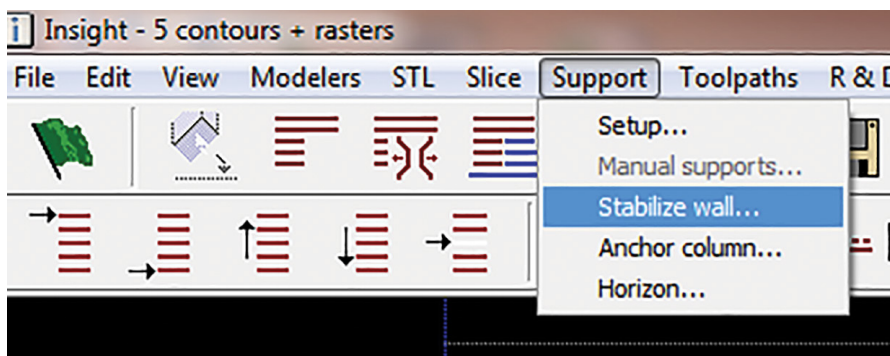 i Insight - 5 contours + rasters
File Edit View Modelers STL Slice Support Toolpaths R & D
Setup...
Manual supports...
Stabilize wall...
Anchor column...
Horizon...